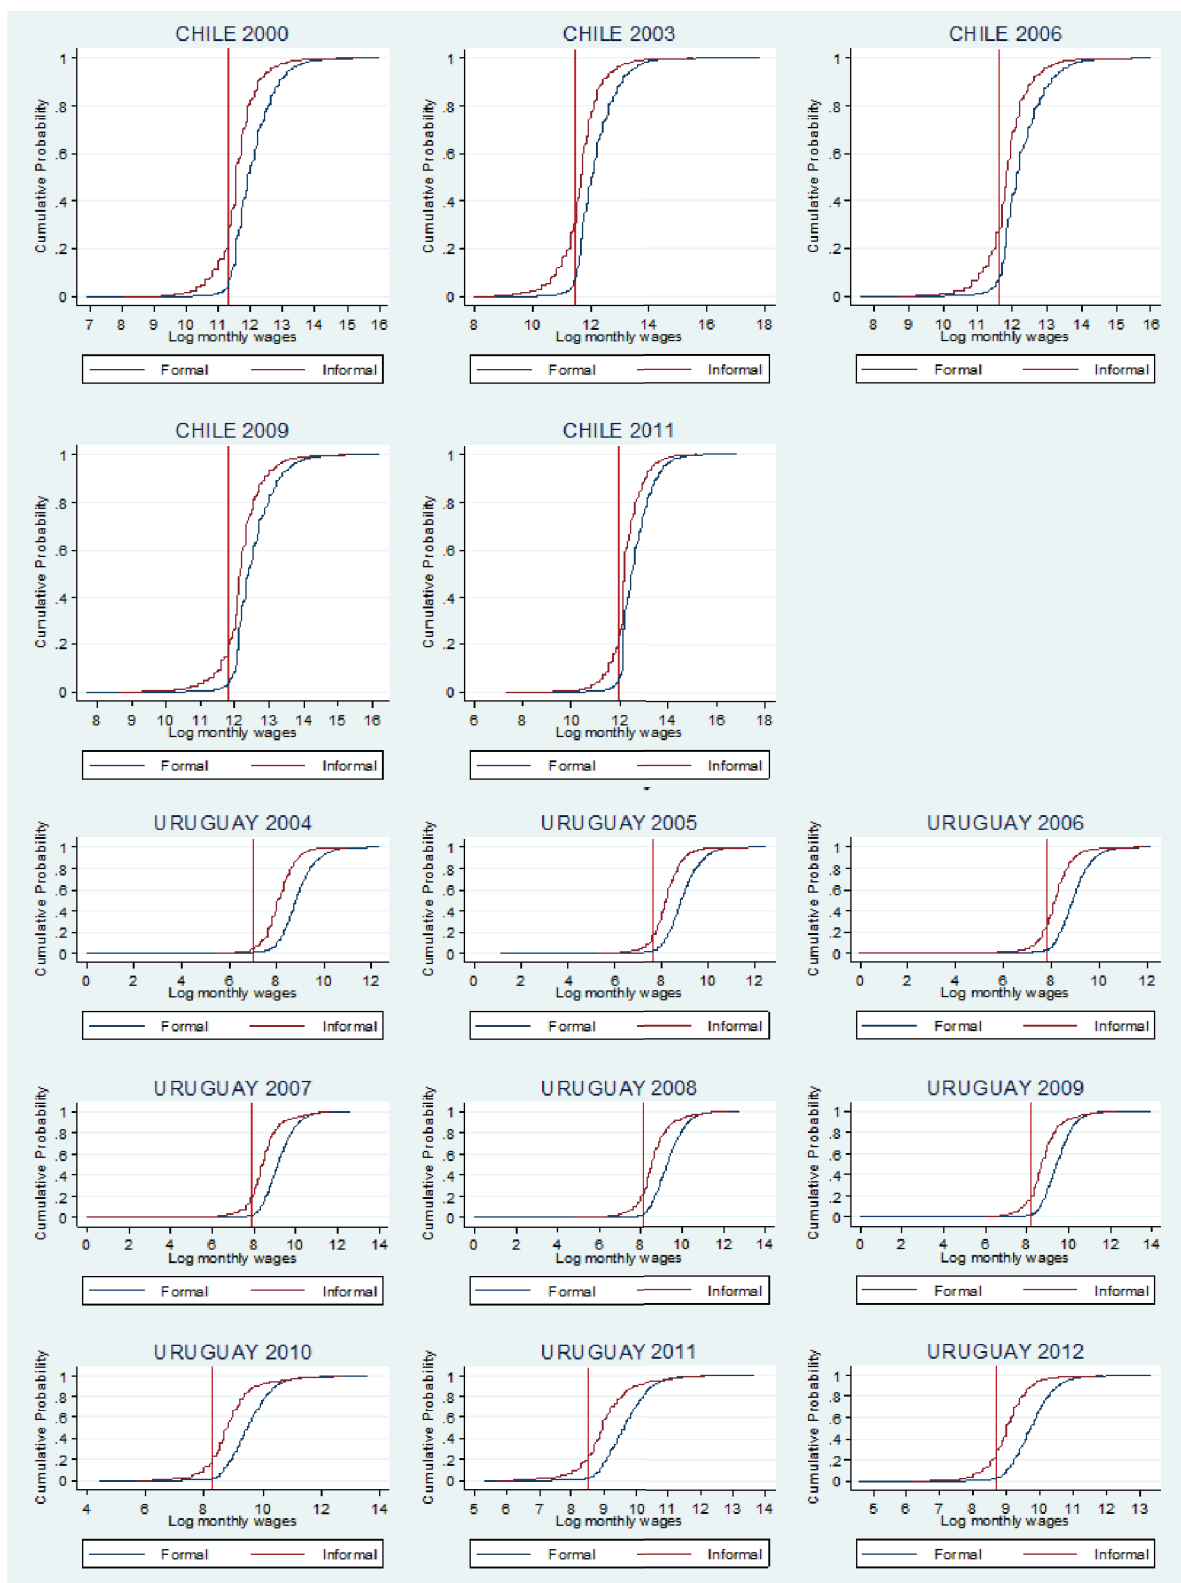 CHILE 2000 CHILE 2003 CHILE 2006
Cumulative Probability Cumulative Probability Cumulative Probability
1 1 1
.8 .8 .8
.6 .6 .6
.4 .4 .4
.2 .2 .2
0 0 0
7 8 9 10 11 12 13 14 15 16 8 10 12 14 16 18 8 9 10 11 12 13 14 15 16
Log monthly wages Log monthly wages Log monthly wages
Formal Informal Formal Informal Formal Informal
CHILE 2009 CHILE 2011
Cumulative Probability Cumulative Probability
1 1
.8 .8
.6 .6
.4 .4
.2 .2
0 0
8 9 10 11 12 13 14 15 16 6 8 10 12 14 16 18
Log monthly wages Log monthly wages
Formal Informal Formal Informal
URUGUAY 2004 URUGUAY 2005 URUGUAY 2006
Cumulative Probability Cumulative Probability Cumulative Probability
1 1 1
.8 .8 .8
.6 .6 .6
.4 .4 .4
.2 .2 .2
0 0 0
0 2 4 6 8 10 12 0 2 4 6 8 10 12 0 2 4 6 8 10 12
Log monthly wages Log monthly wages Log monthly wages
Formal Informal Formal Informal Formal Informal
URUGUAY 2007 URUGUAY 2008 URUGUAY 2009
Cumulative Probability Cumulative Probability Cumulative Probability
1 1 1
.8 .8 .8
.6 .6 .6
.4 .4 .4
.2 .2 .2
0 0 0
0 2 4 6 8 10 12 14 0 2 4 6 8 10 12 14 0 2 4 6 8 10 12 14
Log monthly wages Log monthly wages Log monthly wages
Formal Informal Formal Informal Formal Informal
URUGUAY 2010 URUGUAY 2011 URUGUAY 2012
Cumulative Probability Cumulative Probability Cumulative Probability
1 1 1
.8 .8 .8
.6 .6 .6
.4 .4 .4
.2 .2 .2
0 0 0
4 6 8 10 12 14 5 6 7 8 9 10 11 12 13 14 5 6 7 8 9 10 11 12 13
Log monthly wages Log monthly wages Log monthly wages
Formal Informal Formal Informal Formal Informal